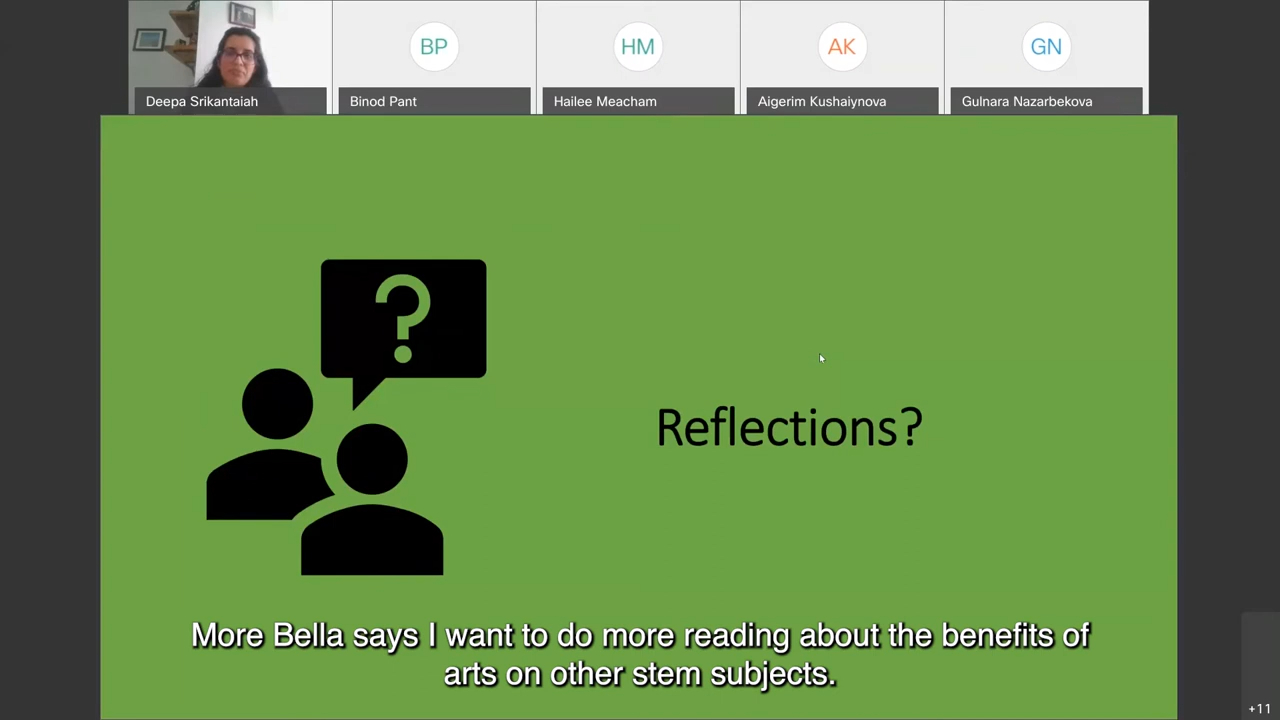 BP
HM
AK
GN
Deepa Srikantaiah
Binod Pant
Hailee Meacham
Aigerim Kushaiynova
Gulnara Nazarbekova
?
Reflections?
More Bella says I want to do more reading about the benefits of
arts on other stem subjects.
+11